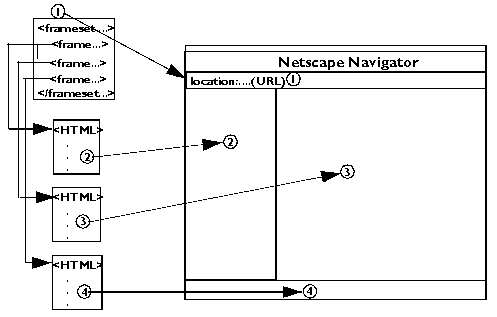 ①
<frameset...>
<frame...>
<frame...>
<frame...>
</frameset...>
<HTML>
.
.
②
<HTML>
.
.
③
<HTML>
.
.
④
Netscape Navigator
location:....(URL)①
②
③
④